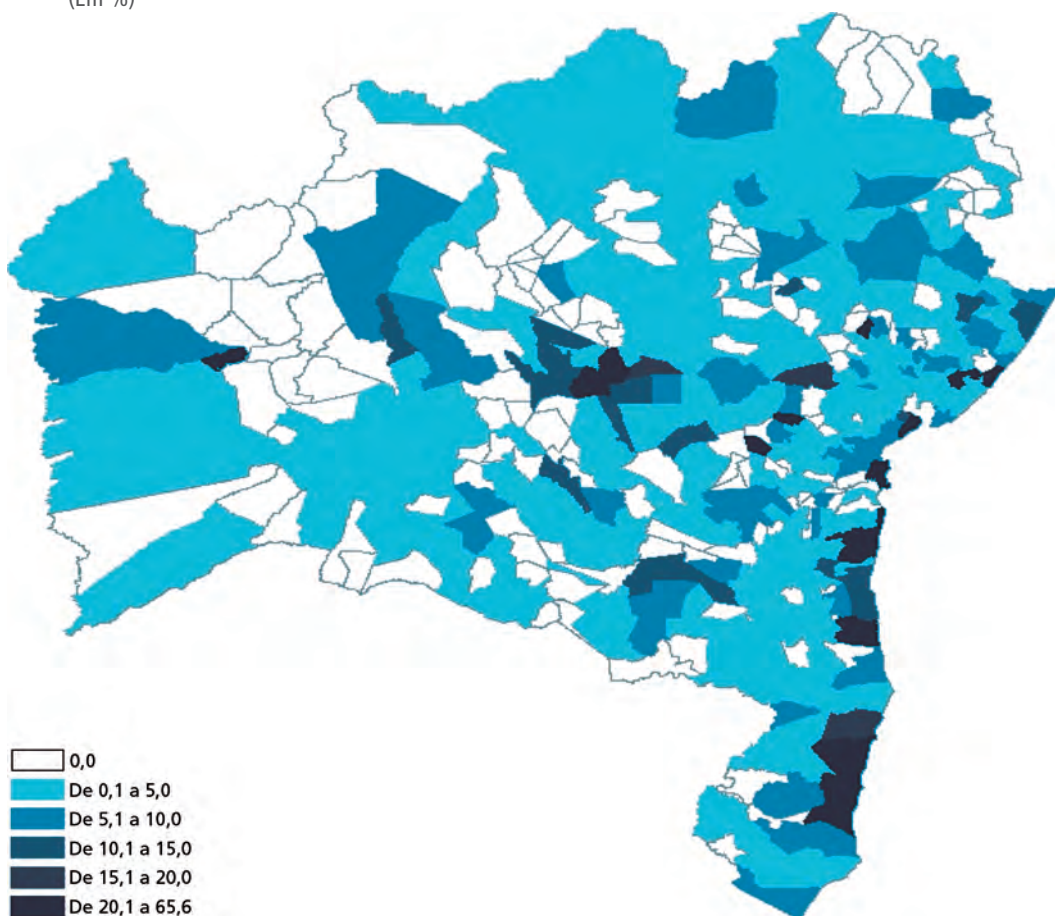 (Em %)
0,0
De 0,1 a 5,0
De 5,1 a 10,0
De 10,1 a 15,0
De 15,1 a 20,0
De 20,1 a 65,6